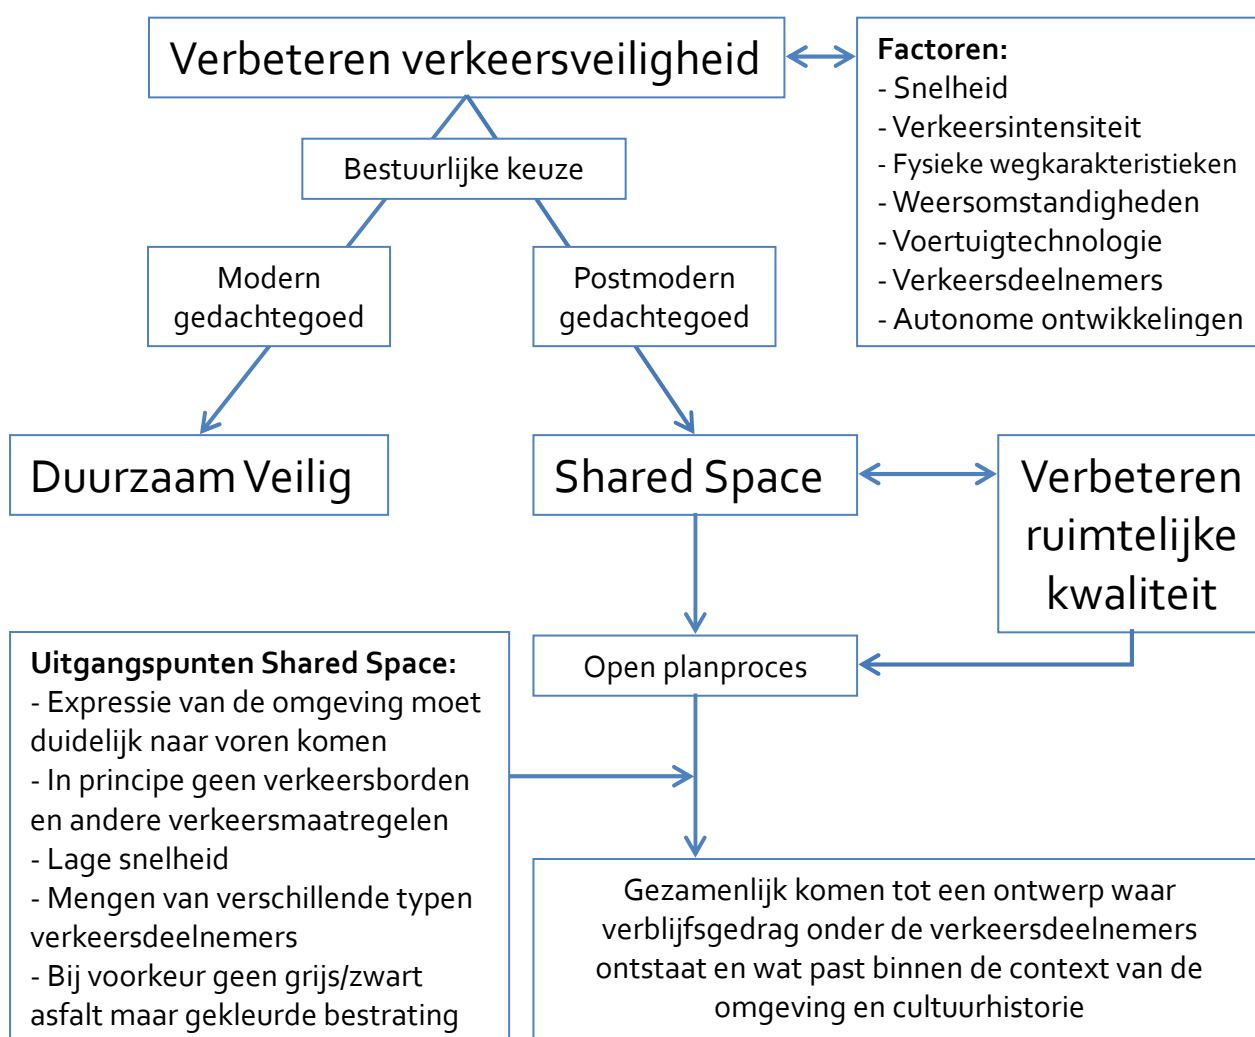 Verbeteren verkeersveiligheid
Factoren:
- Snelheid
- Verkeersintensiteit
- Fysieke wegkarakteristieken
- Weersomstandigheden
- Voertuigtechnologie
- Verkeersdeelnemers
- Autonome ontwikkelingen
Bestuurlijke keuze
Modern
gedachtegoed
Postmodern
gedachtegoed
Duurzaam Veilig
Shared Space
Verbeteren
ruimtelijke
kwaliteit
Open planproces
Uitgangspunten Shared Space:
- Expressie van de omgeving moet
duidelijk naar voren komen
- In principe geen verkeersborden
en andere verkeersmaatregelen
- Lage snelheid
- Mengen van verschillende typen
verkeersdeelnemers
- Bij voorkeur geen grijs/zwart
asfalt maar gekleurde bestrating
Gezamenlijk komen tot een ontwerp waar
verblijfsgedrag onder de verkeersdeelnemers
ontstaat en wat past binnen de context van de
omgeving en cultuurhistorie